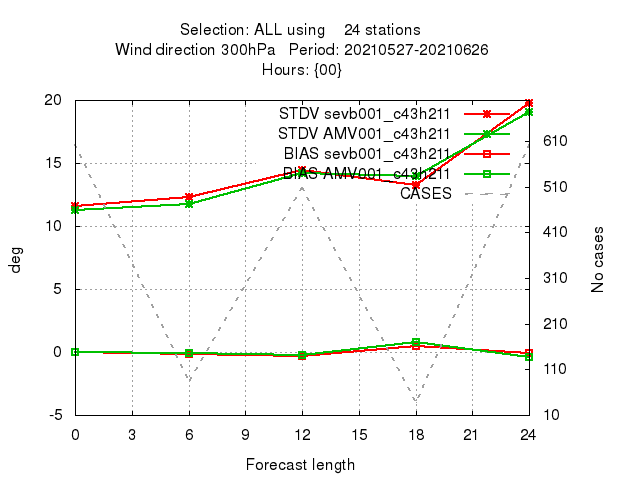 Selection: ALL using 24 stations
Wind direction 300hPa Period: 20210527-20210626
Hours: {00}
STDV sevb001_c43h211
STDV AMV001_c43h211
BIAS sevb001_c43h211
BIAS AMV001_c43h211
CASES
20
15
10
5
0
-5
deg
610
510
410
310
210
110
10
No cases
0 3 6 9 12 15 18 21 24
Forecast length